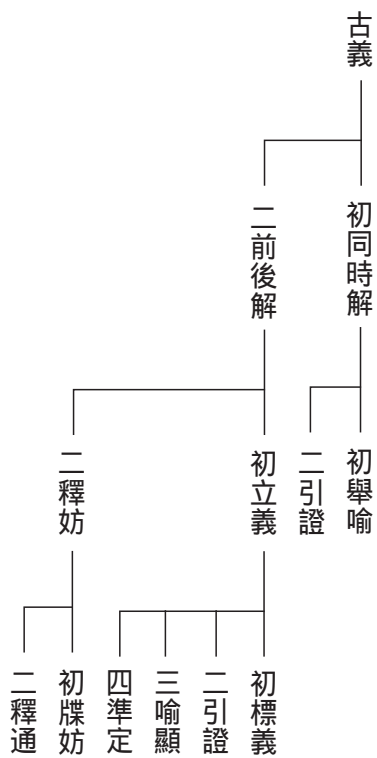 古義
初同時解
二前後解
初舉喻
二引證
初立義
二釋妨
初標義
二引證
三喻顯
四準定
初牒妨
二釋通